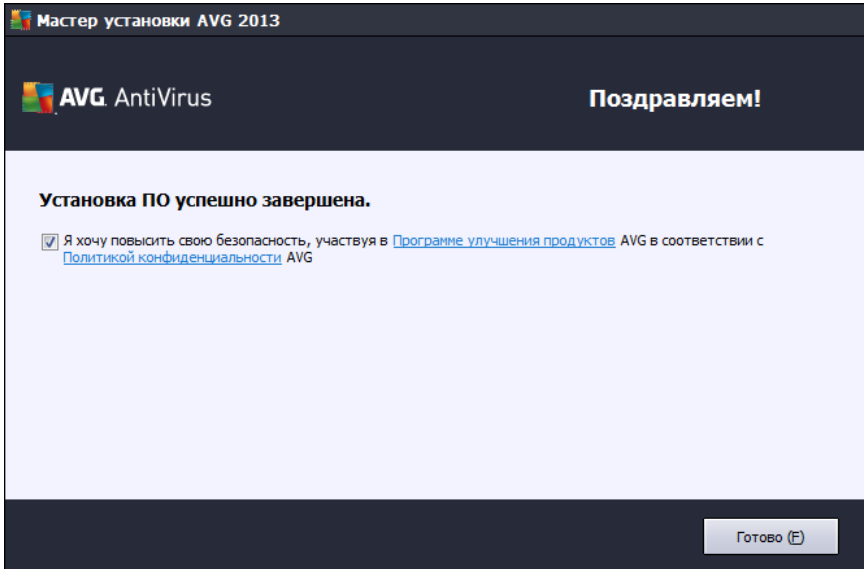 Мастер установки AVG 2013
AVG. AntiVirus
Поздравляем!
Установка ПО успешно завершена.
Я хочу повысить свою безопасность, участвуя в Программе улучшения продуктов AVG в соответствии с
Политикой конфиденциальности AVG
Готово (F)